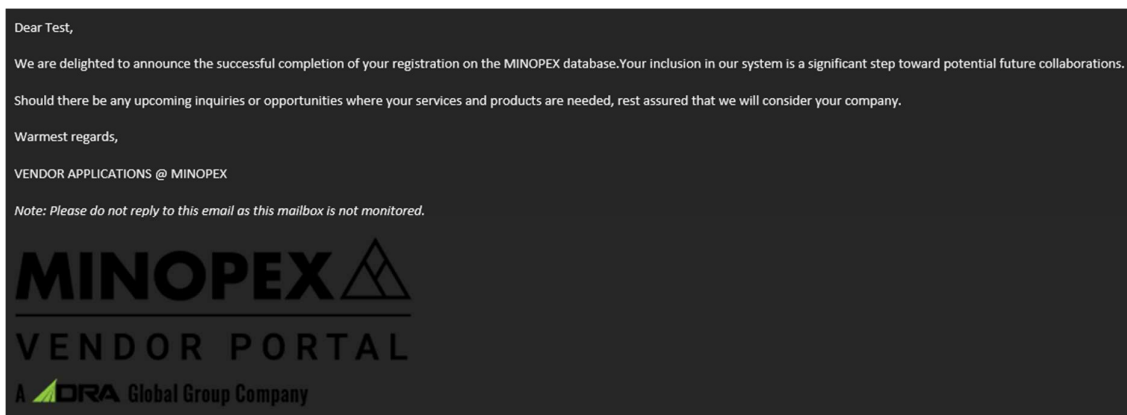 Dear Test,
We are delighted to announce the successful completion of your registration on the MINOPEX database.Your inclusion in our system is a significant step toward potential future collaborations.
Should there be any upcoming inquiries or opportunities where your services and products are needed, rest assured that we will consider your company.
Warmest regards,
VENDOR APPLICATIONS @ MINOPEX
Note: Please do not reply to this email as this mailbox is not monitored.
MINOPEX
VENDOR PORTAL
A DRA Global Group Company